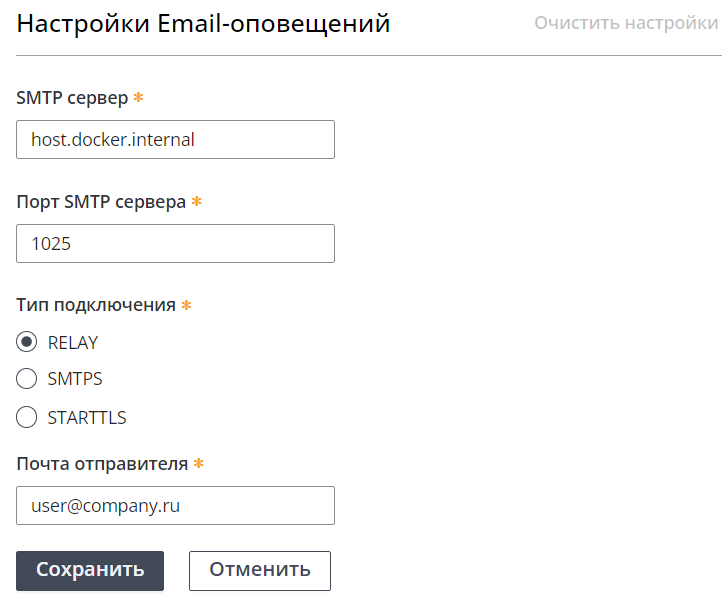 Настройки Email-оповещений
Очистить настройки
SMTP сервер *
host.docker.internal
Порт SMTP сервера *
1025
Тип подключения *
RELAY
SMTPS
STARTTLS
Почта отправителя *
user@company.ru
Сохранить
Отменить